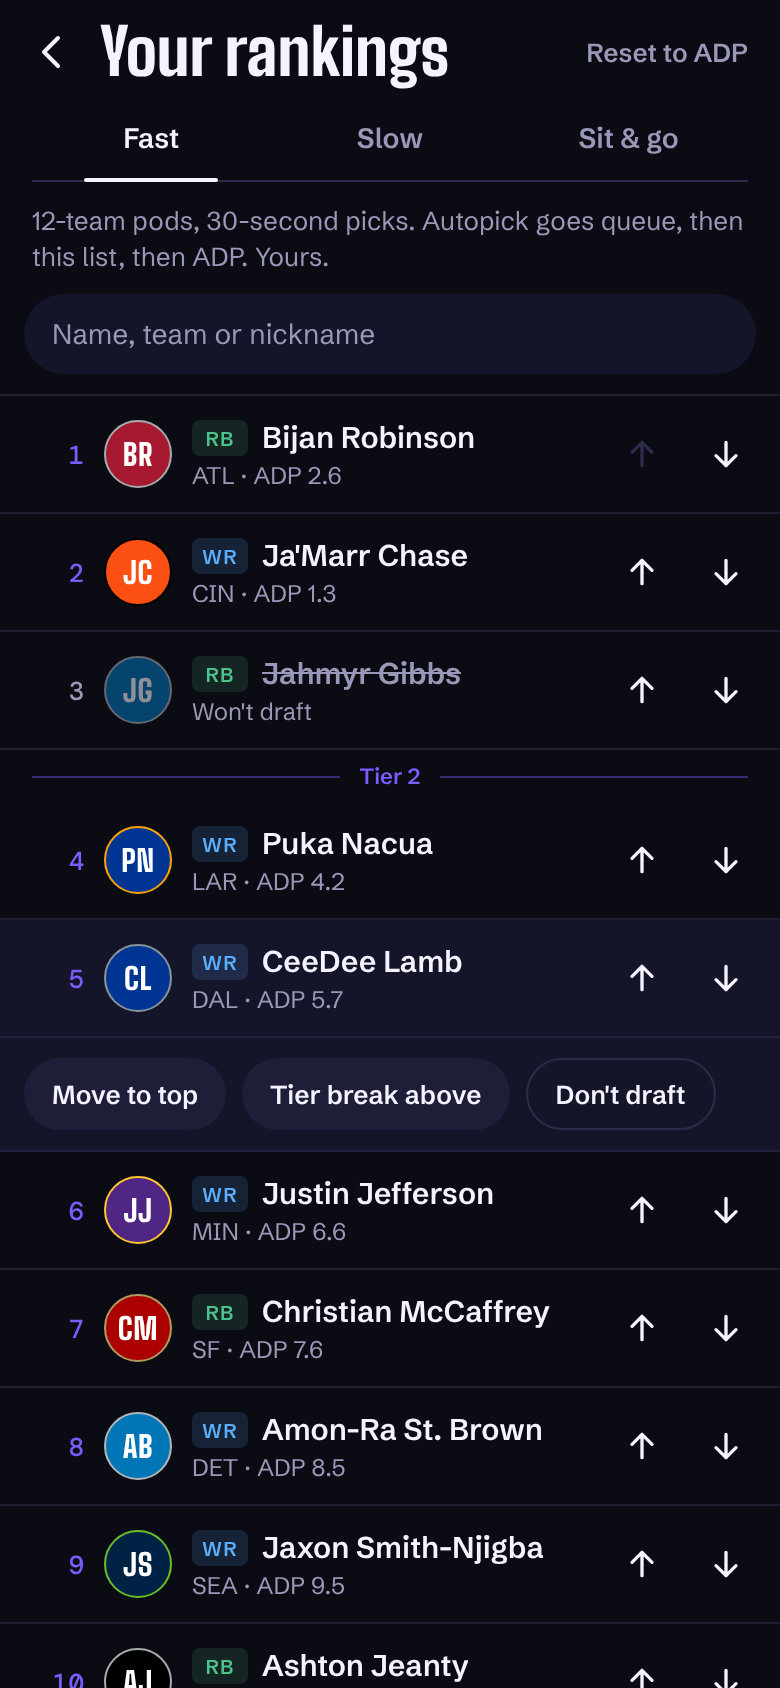 Your rankings
Reset to ADP
Fast
Slow
Sit & go
12-team pods, 30-second picks. Autopick goes queue, then
this list, then ADP. Yours.
Name, team or nickname
1
BR
RB
Bijan Robinson
ATL · ADP 2.6
2
JC
WR
Ja'Marr Chase
CIN · ADP 1.3
3
JG
RB
Jahmyr Gibbs
Won't draft
Tier 2
4
PN
WR
Puka Nacua
LAR · ADP 4.2
5
CL
WR
CeeDee Lamb
DAL · ADP 5.7
Move to top
Tier break above
Don't draft
6
JJ
WR
Justin Jefferson
MIN · ADP 6.6
7
CM
RB
Christian McCaffrey
SF · ADP 7.6
8
AB
WR
Amon-Ra St. Brown
DET · ADP 8.5
9
JS
WR
Jaxon Smith-Njigba
SEA · ADP 9.5
10
AJ
RB
Ashton Jeanty